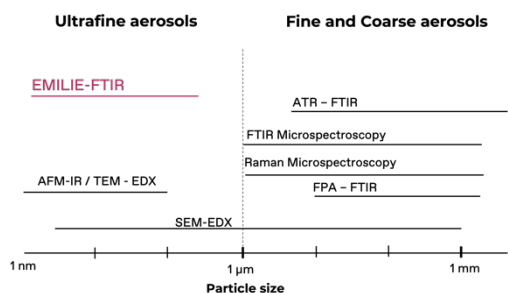 Ultrafine aerosols
Fine and Coarse aerosols
EMILIE-FTIR
ATR – FTIR
FTIR Microspectroscopy
Raman Microspectroscopy
AFM-IR / TEM - EDX
FPA – FTIR
SEM-EDX
1 nm
1 µm
1 mm
Particle size